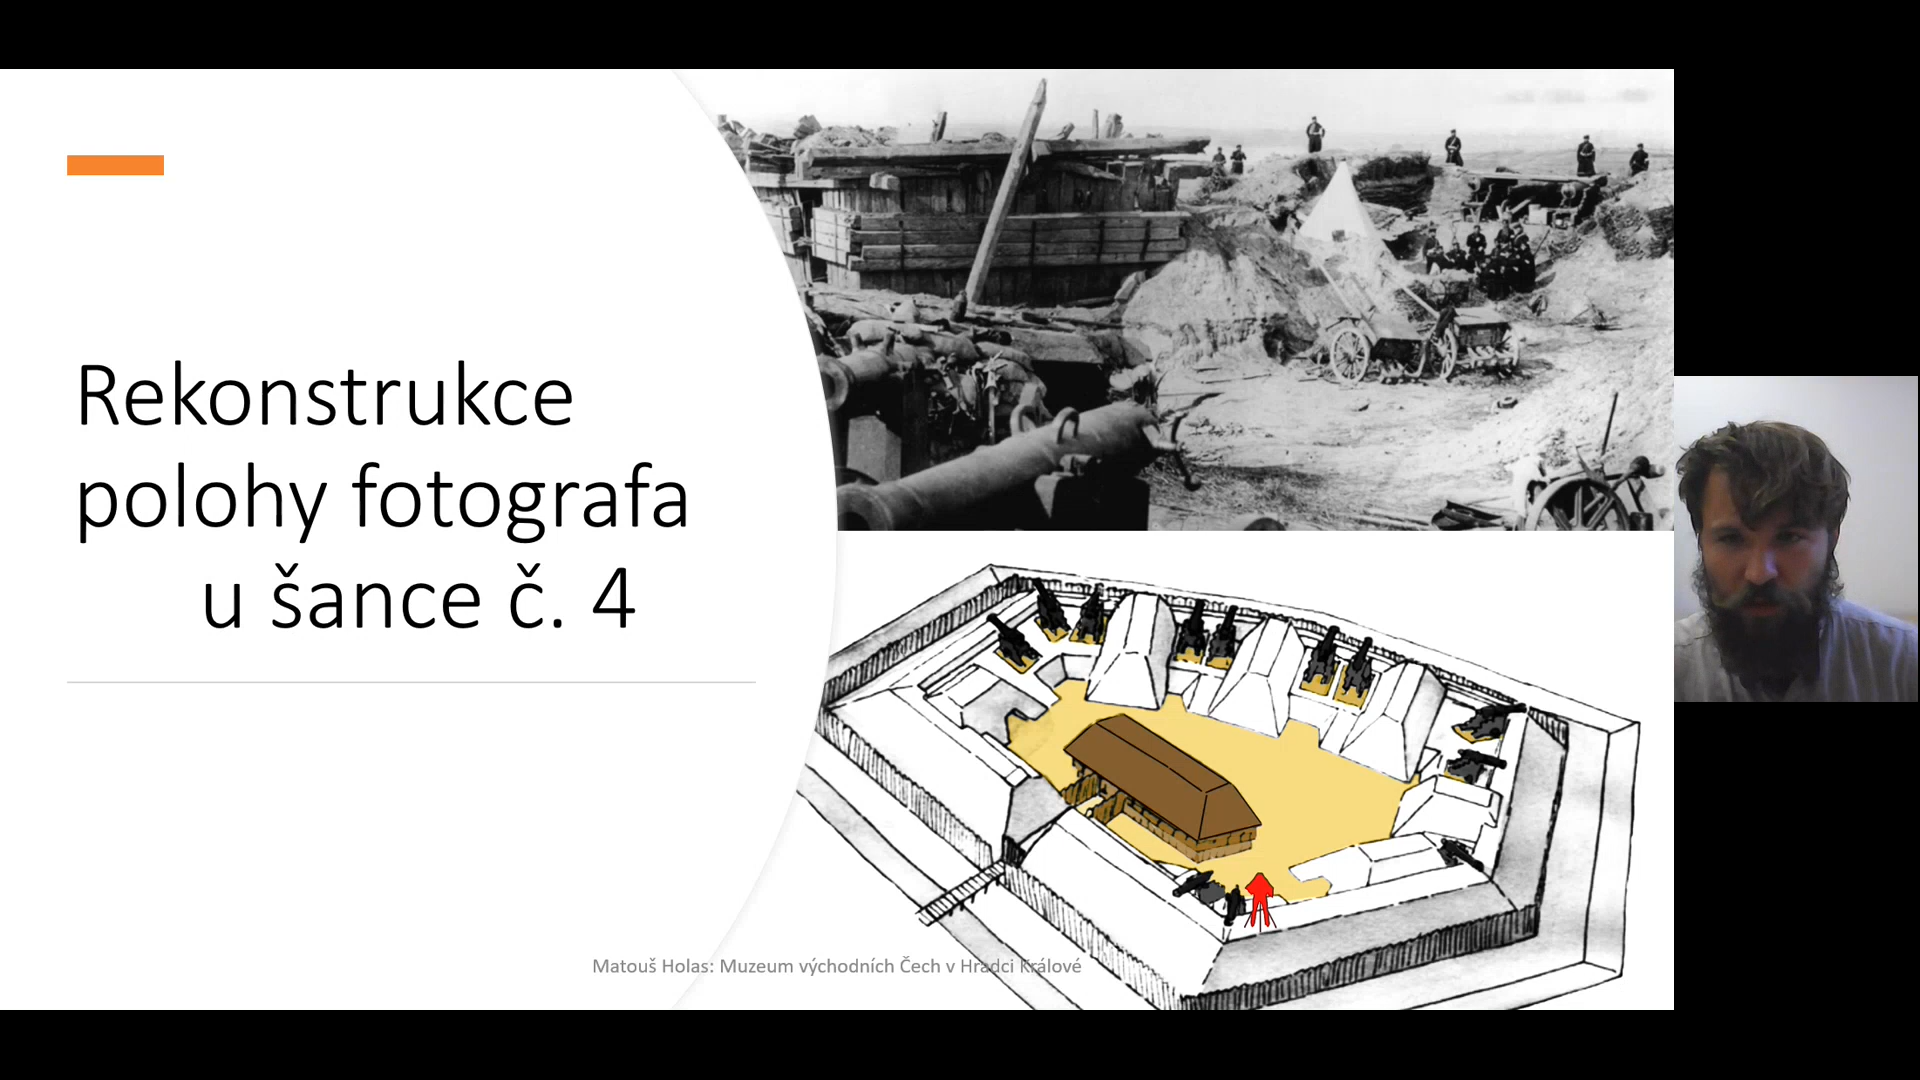 Rekonstrukce
polohy fotografa
u šance č. 4
Matouš Holas: Muzeum východních Čech v Hradci Králové